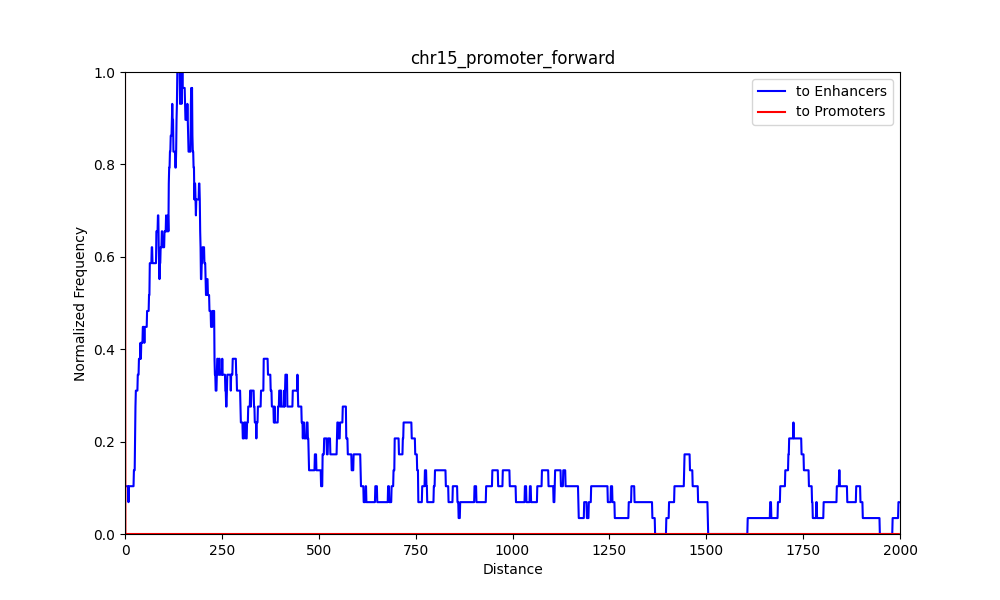 chr15_promoter_forward
to Enhancers
to Promoters
Normalized Frequency
1.0
0.8
0.6
0.4
0.2
0.0
0 250 500 750 1000 1250 1500 1750 2000
Distance